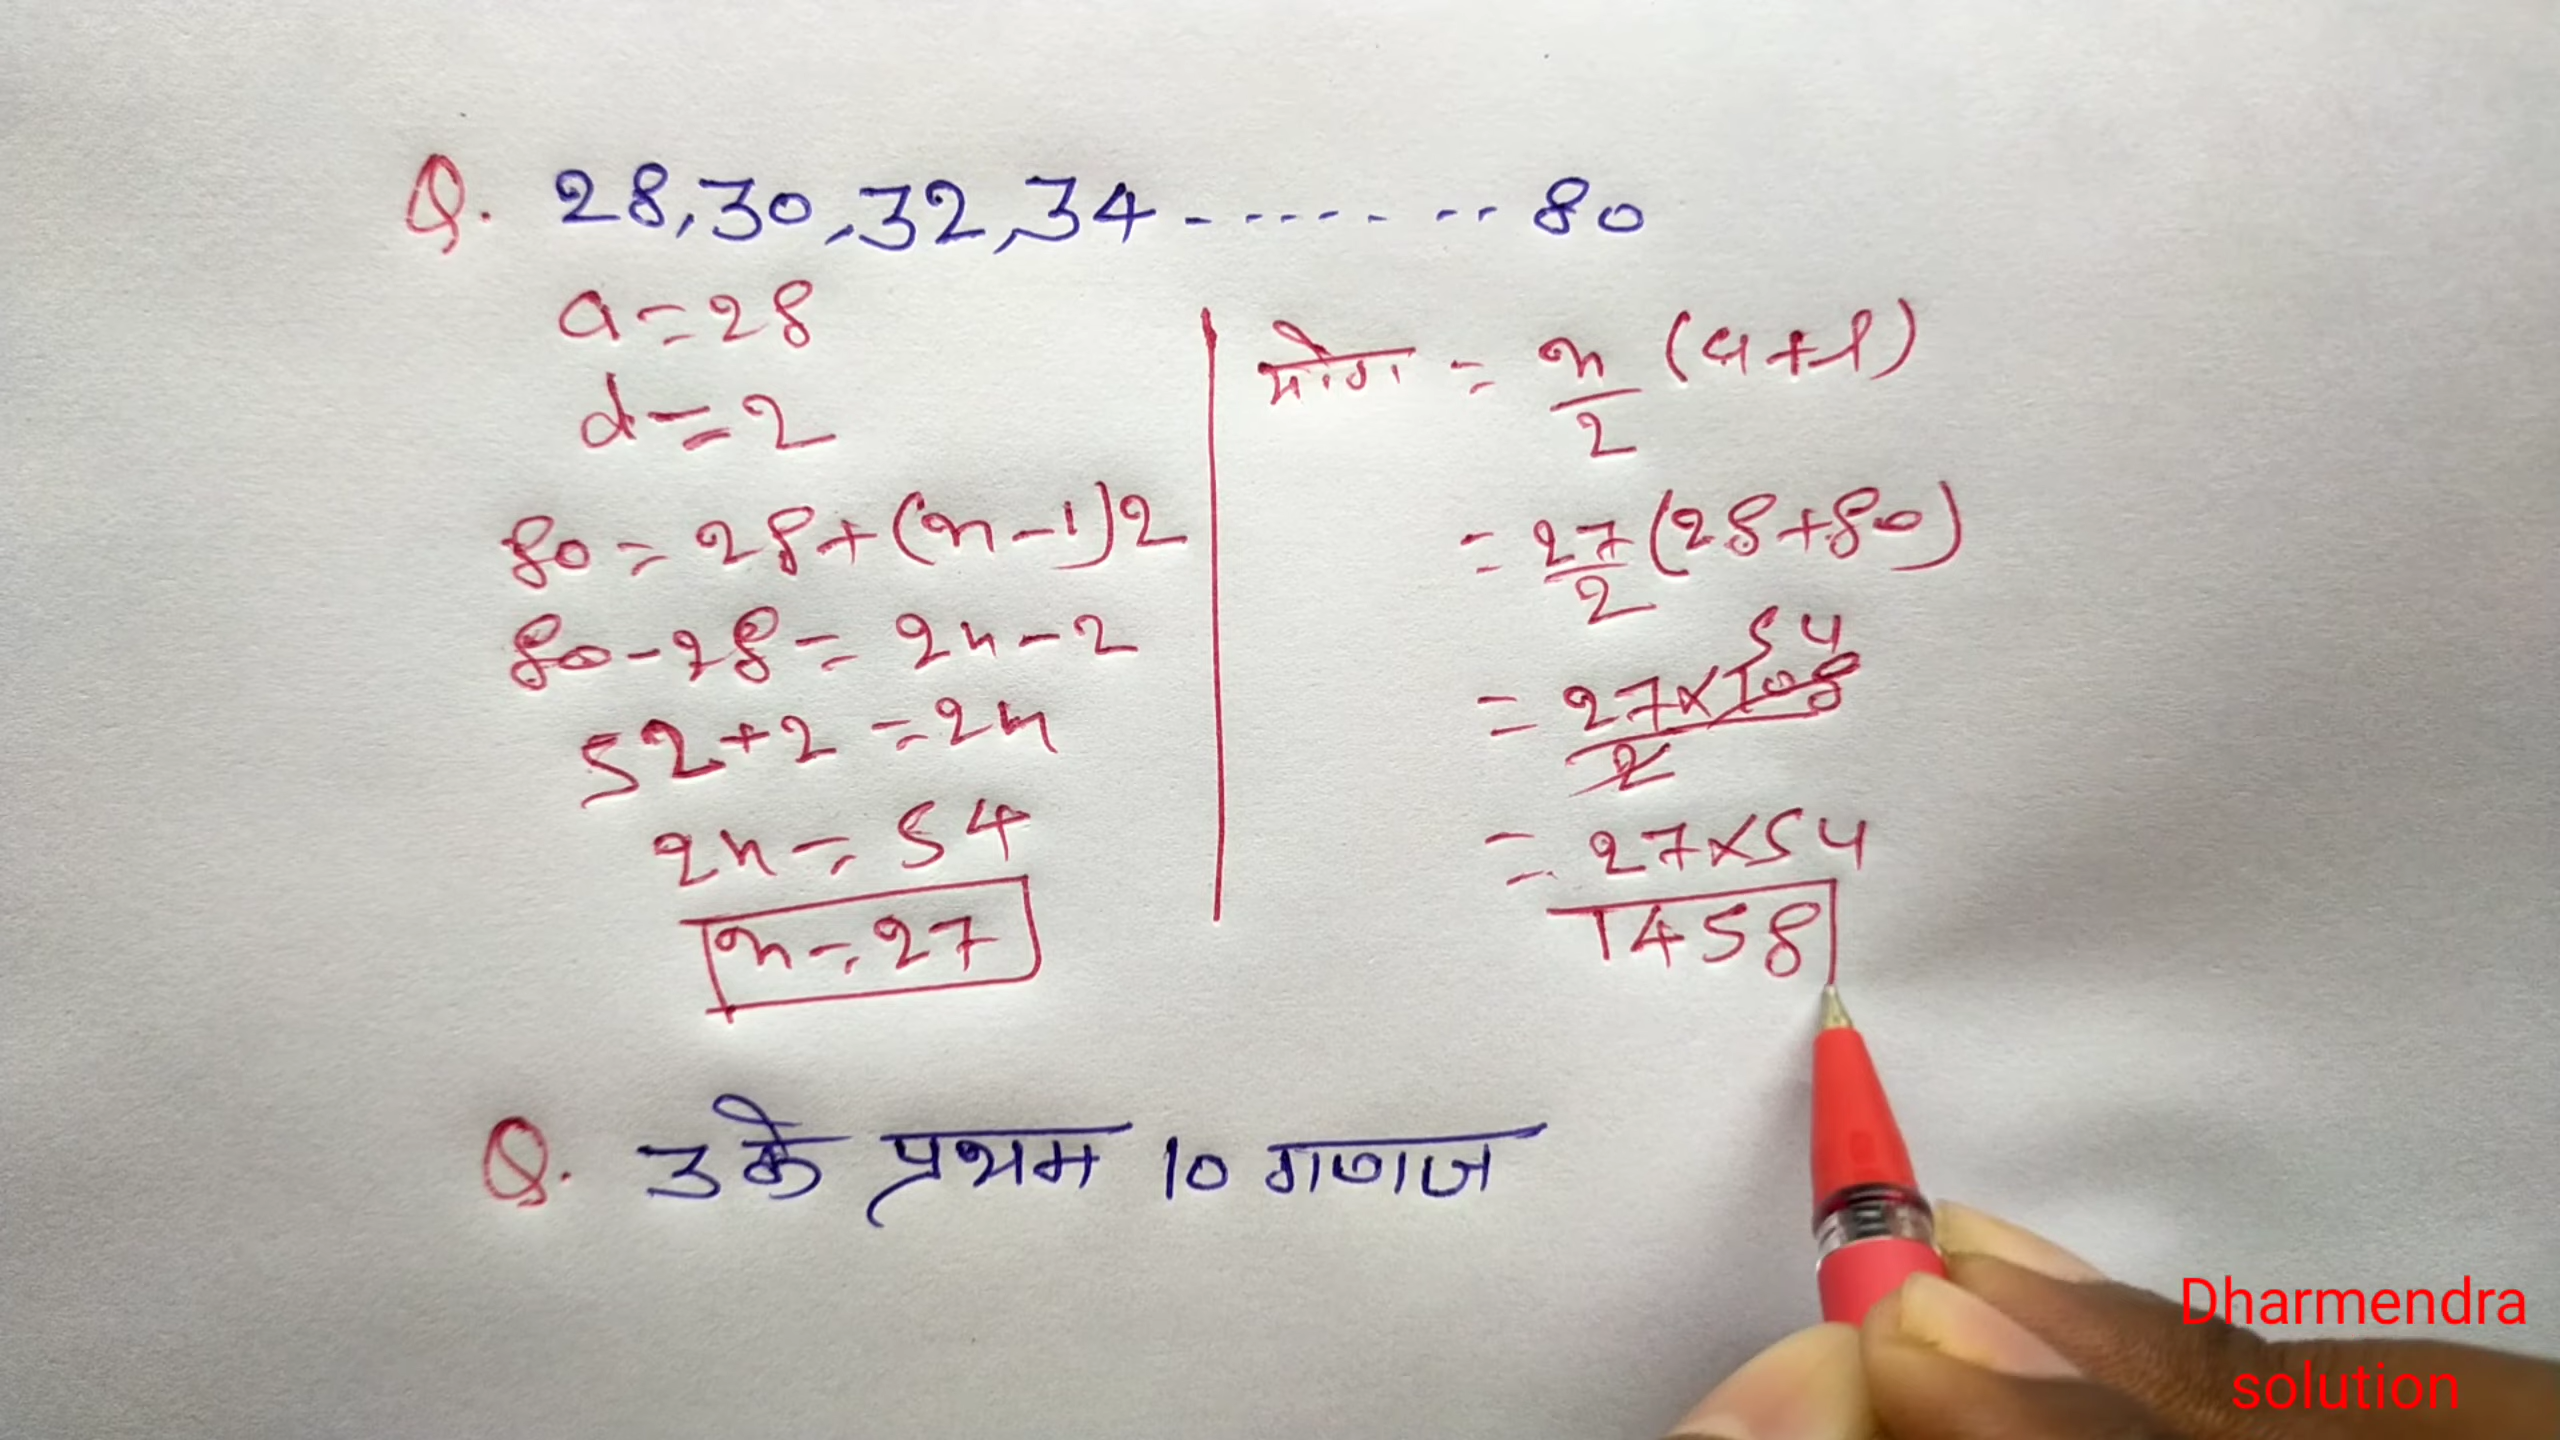 Q. 28, 30, 32, 34 - - - - - - - - 80
a = 28
d = 2
80 = 28 + (n - 1) 2
80 - 28 = 2n - 2
52 + 2 = 2n
2n = 54
n = 27
योग = n/2 (a + l)
= 27/2 (28 + 80)
54
= 27 × 108 / 2
= 27 × 54
1458
Q. 3 के प्रथम 10 गणज
Dharmendra
solution